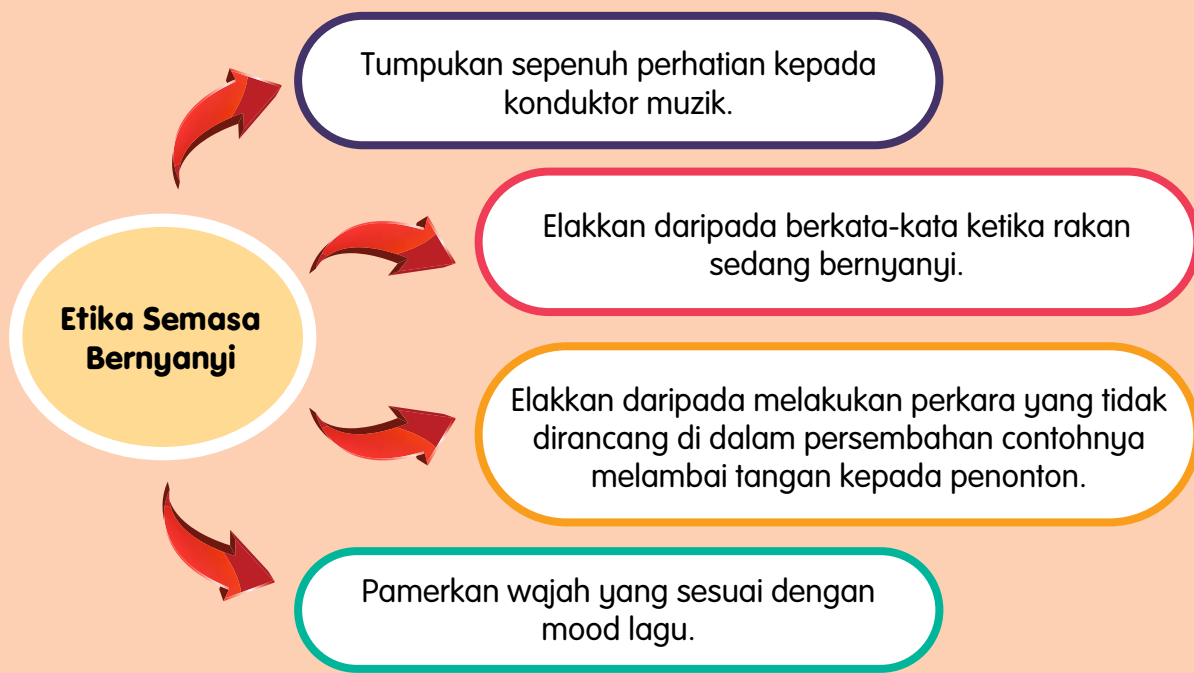 Tumpukan sepenuh perhatian kepada
konduktor muzik.
Elakkan daripada berkata-kata ketika rakan
sedang bernyanyi.
Etika Semasa
Bernyanyi
Elakkan daripada melakukan perkara yang tidak
dirancang di dalam persembahan contohnya
melambai tangan kepada penonton.
Pamerkan wajah yang sesuai dengan
mood lagu.